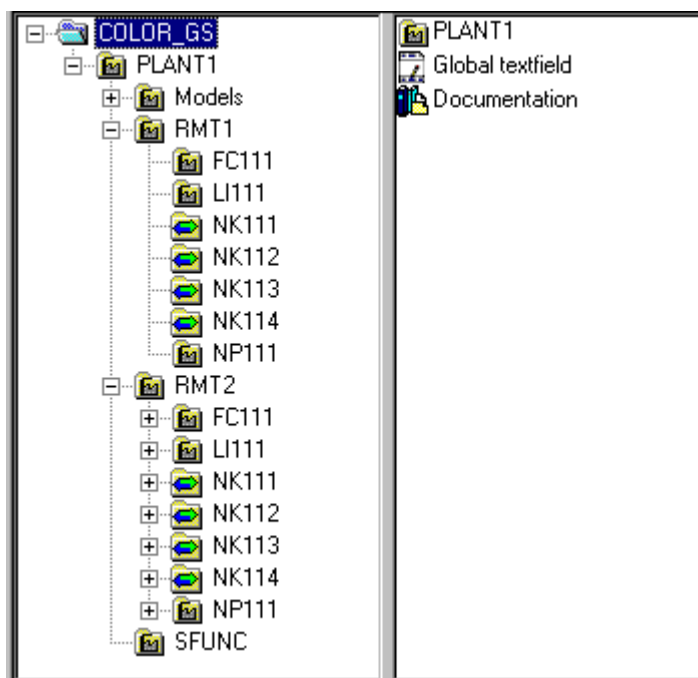 COLOR_GS
PLANT1
Models
RMT1
FC111
LI111
NK111
NK112
NK113
NK114
NP111
RMT2
FC111
LI111
NK111
NK112
NK113
NK114
NP111
SFUNC
PLANT1
Global textfield
Documentation